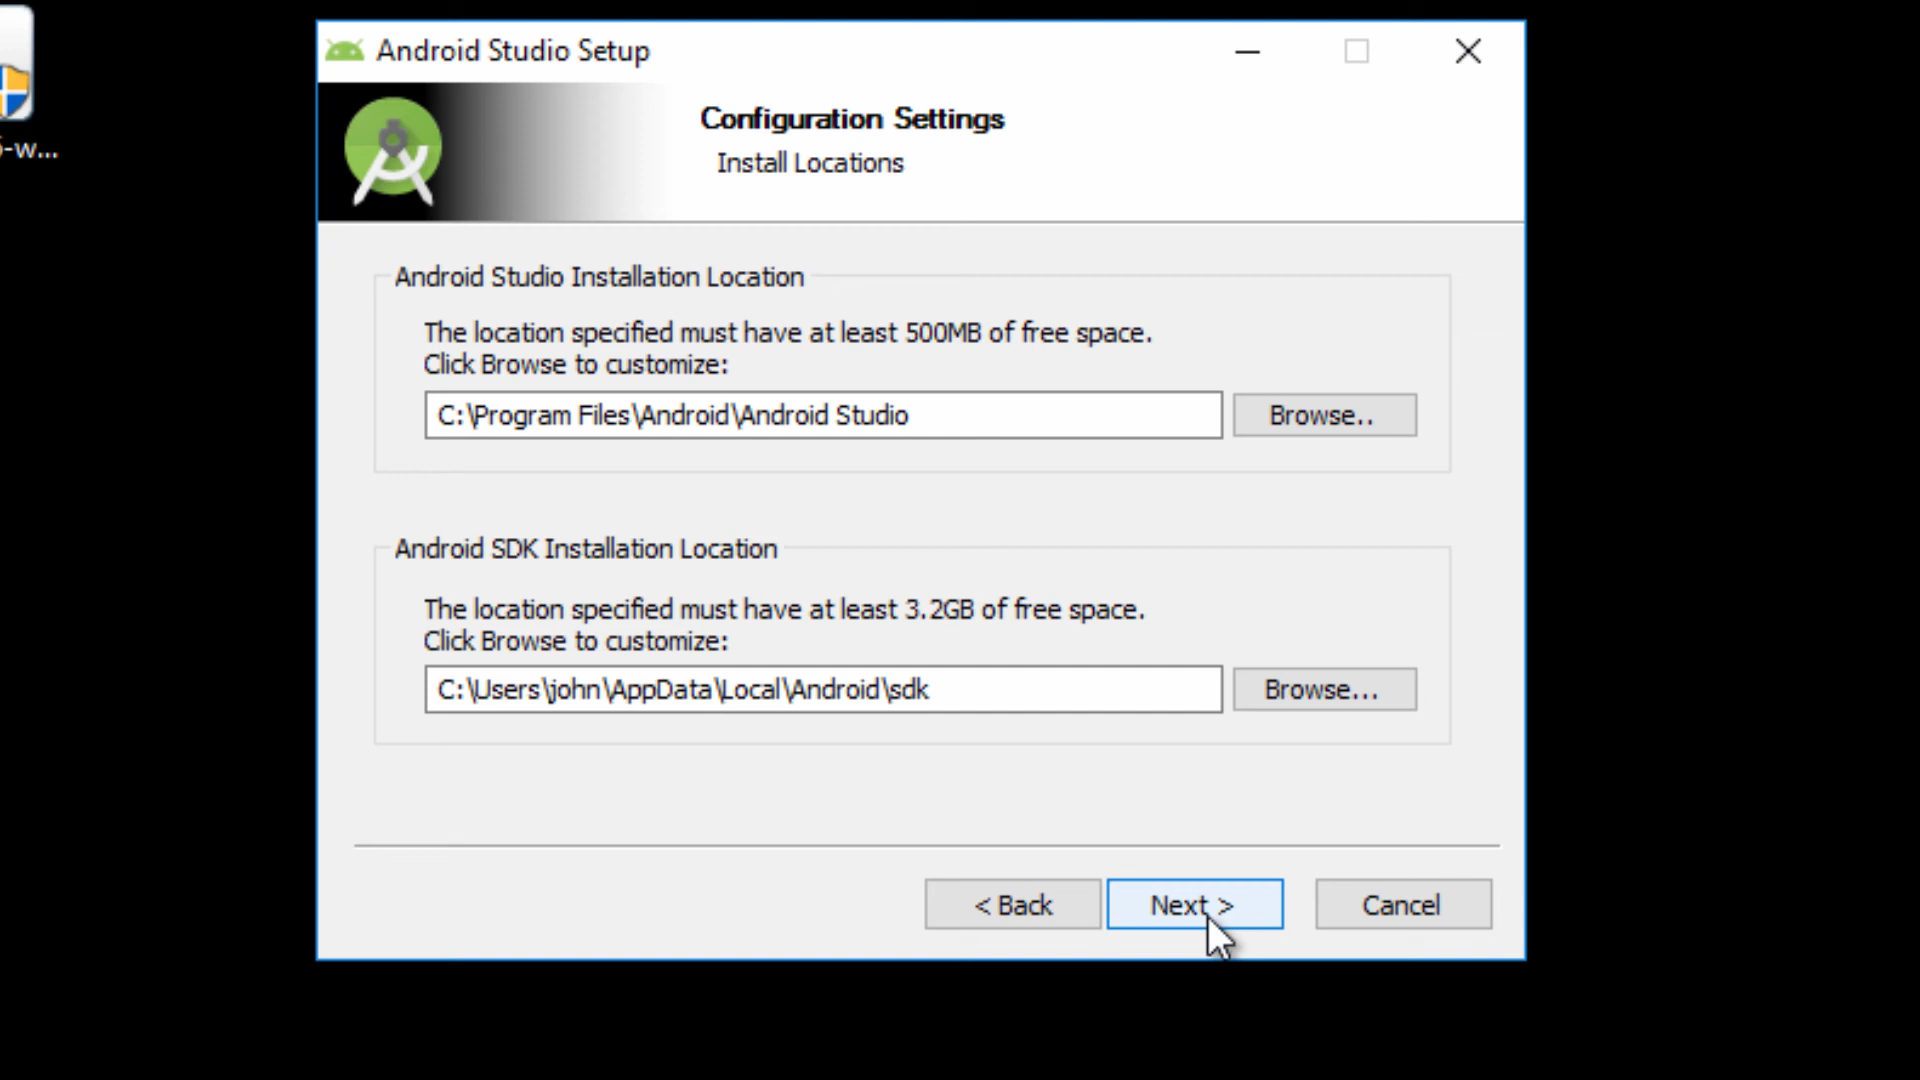 Android Studio Setup
Configuration Settings
Install Locations
-w...
Android Studio Installation Location
The location specified must have at least 500MB of free space.
Click Browse to customize:
C:\Program Files\Android\Android Studio
Browse..
Android SDK Installation Location
The location specified must have at least 3.2GB of free space.
Click Browse to customize:
C:\Users\john\AppData\Local\Android\sdk
Browse...
< Back
Next >
Cancel